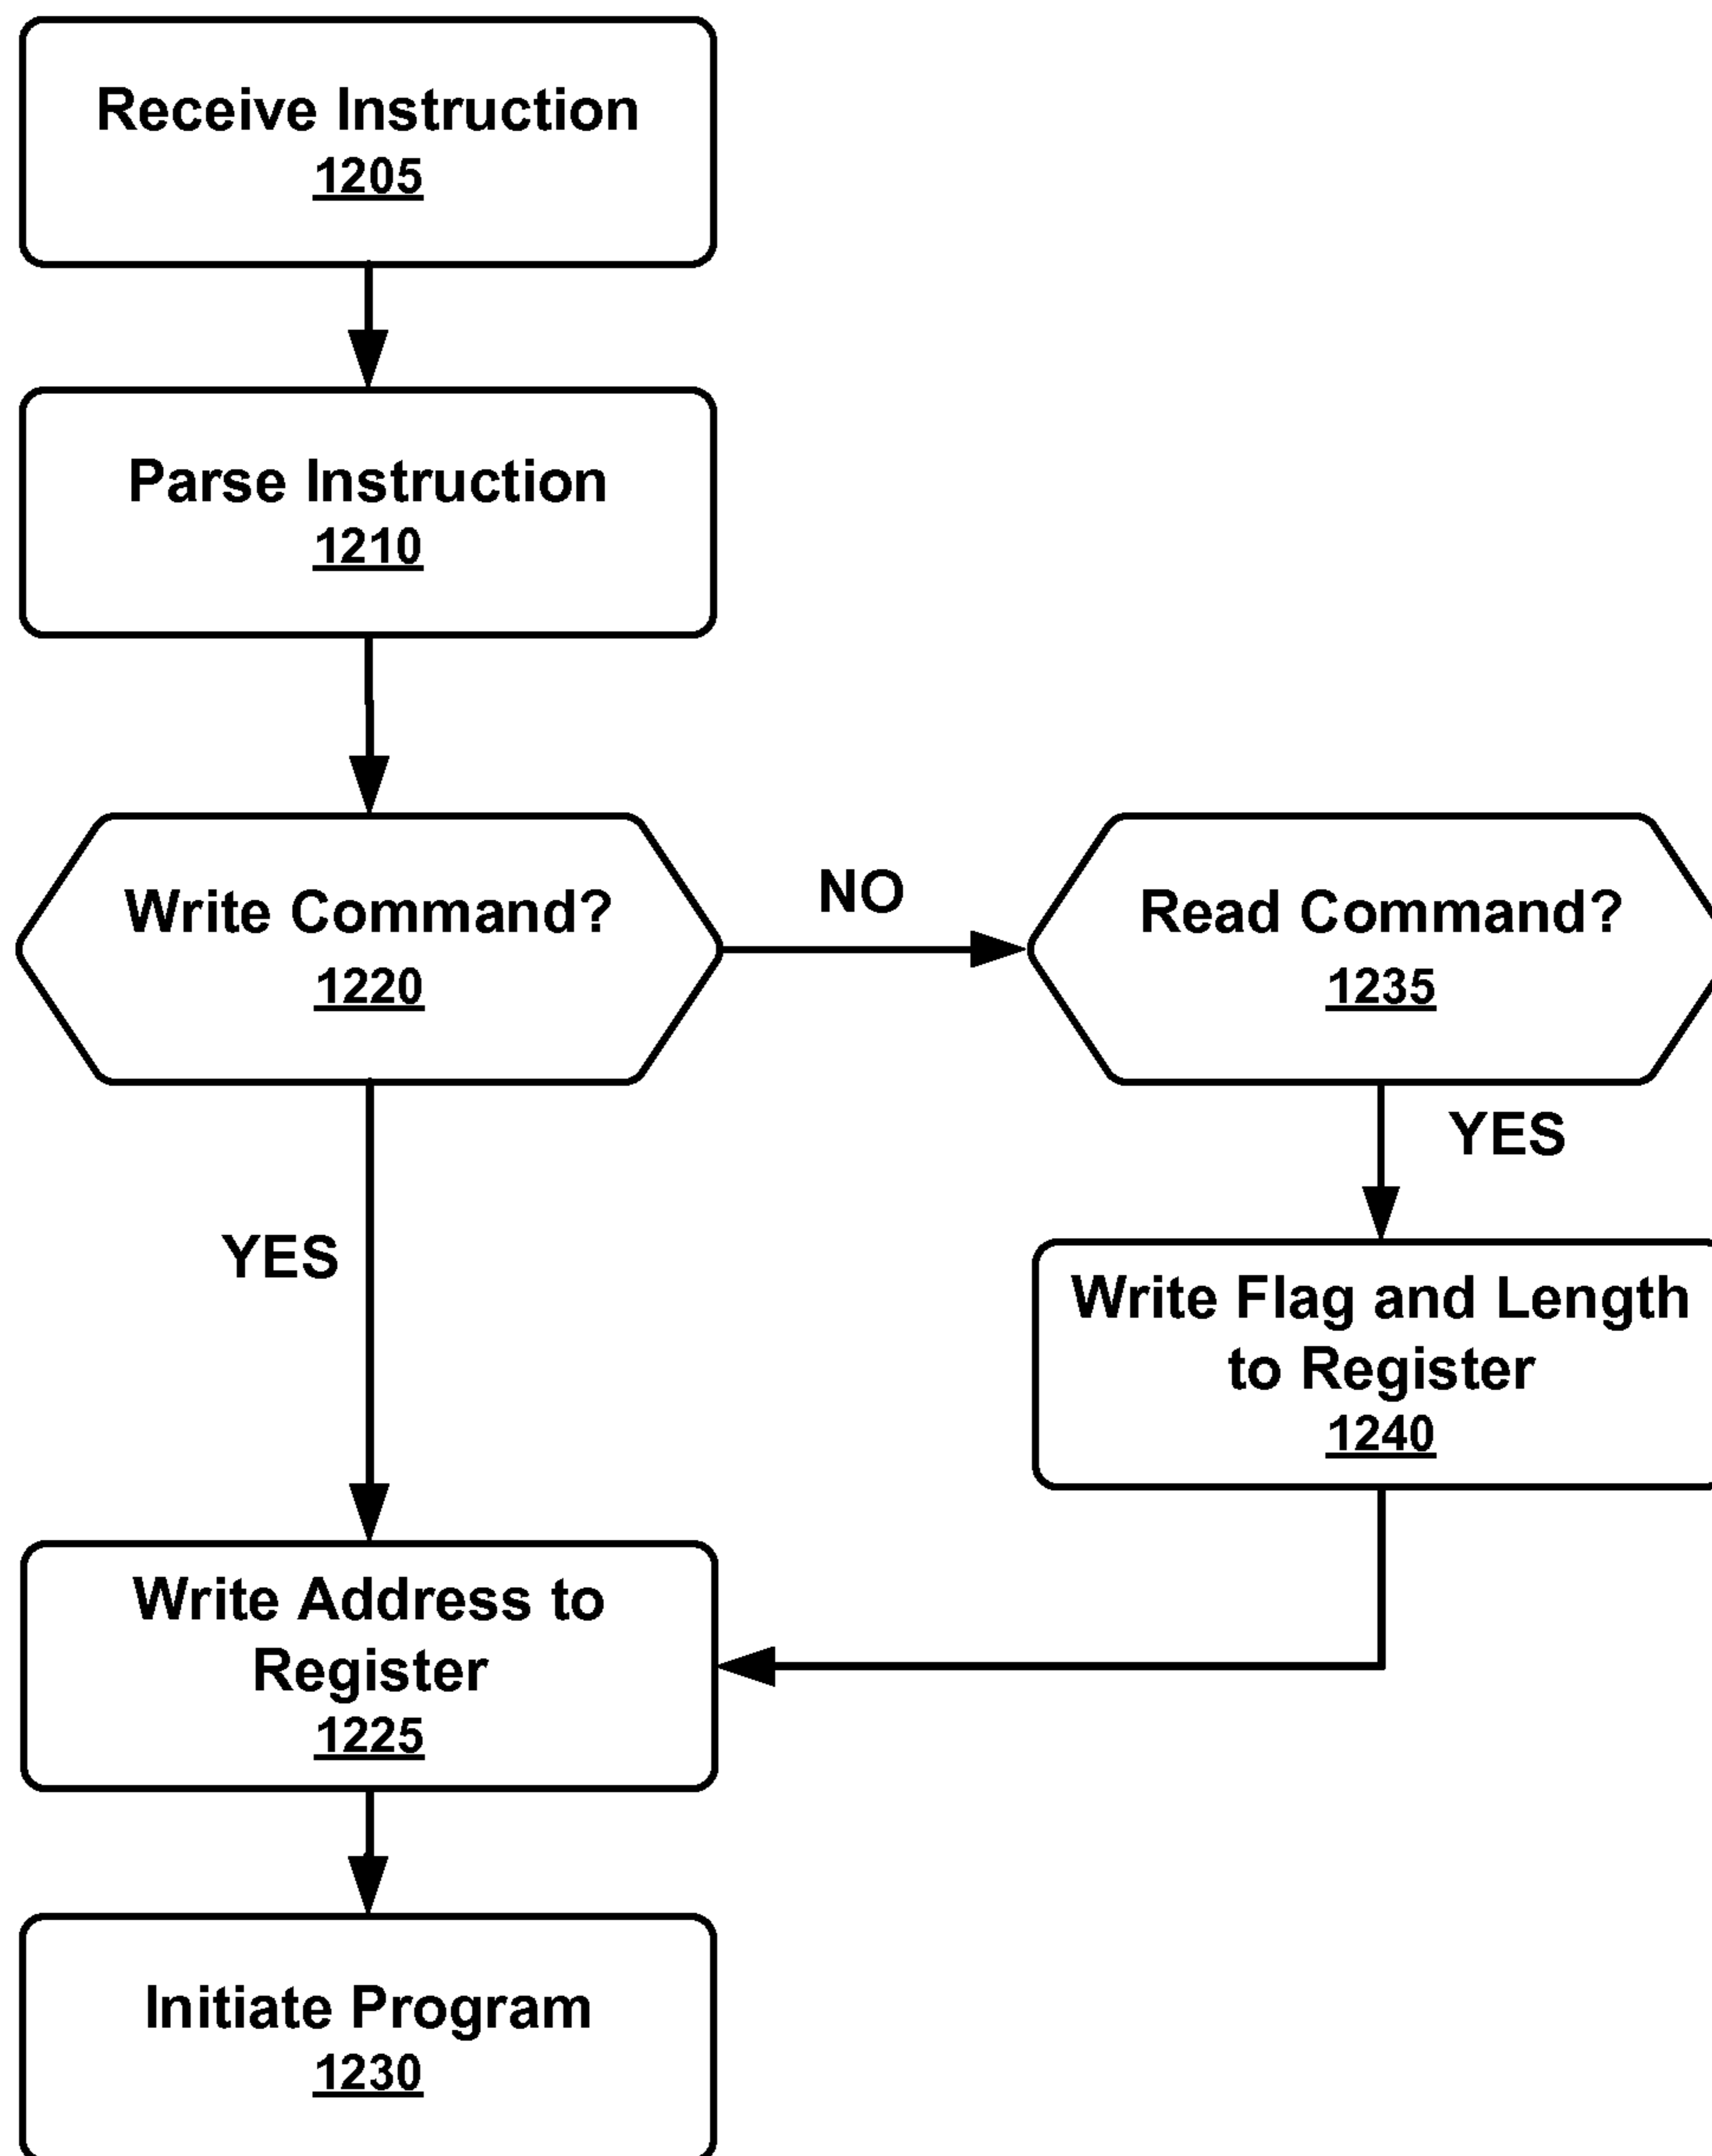 Receive Instruction
1205
Parse Instruction
1210
Write Command?
1220
NO
Read Command?
1235
YES
YES
Write Flag and Length
to Register
1240
Write Address to
Register
1225
Initiate Program
1230